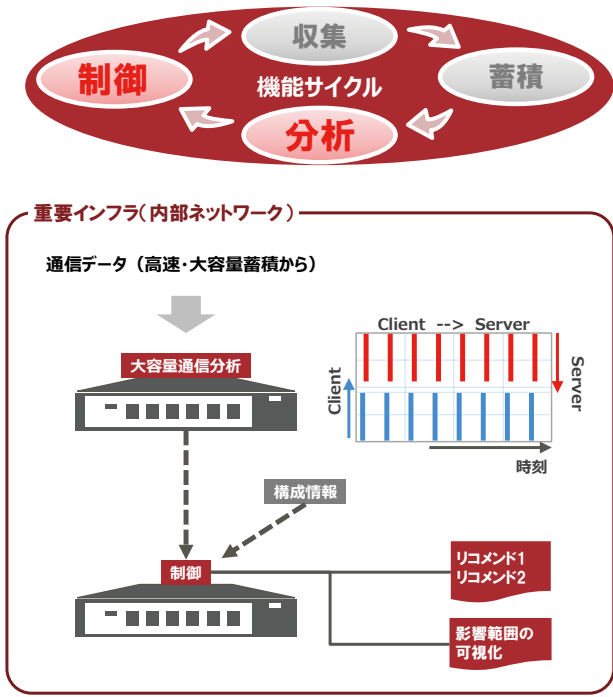 収集
制御
機能サイクル
蓄積
分析
重要インフラ(内部ネットワーク)
通信データ（高速・大容量蓄積から）
大容量通信分析
Client --> Server
Client
Server
時刻
構成情報
制御
リコメンド1
リコメンド2
影響範囲の
可視化